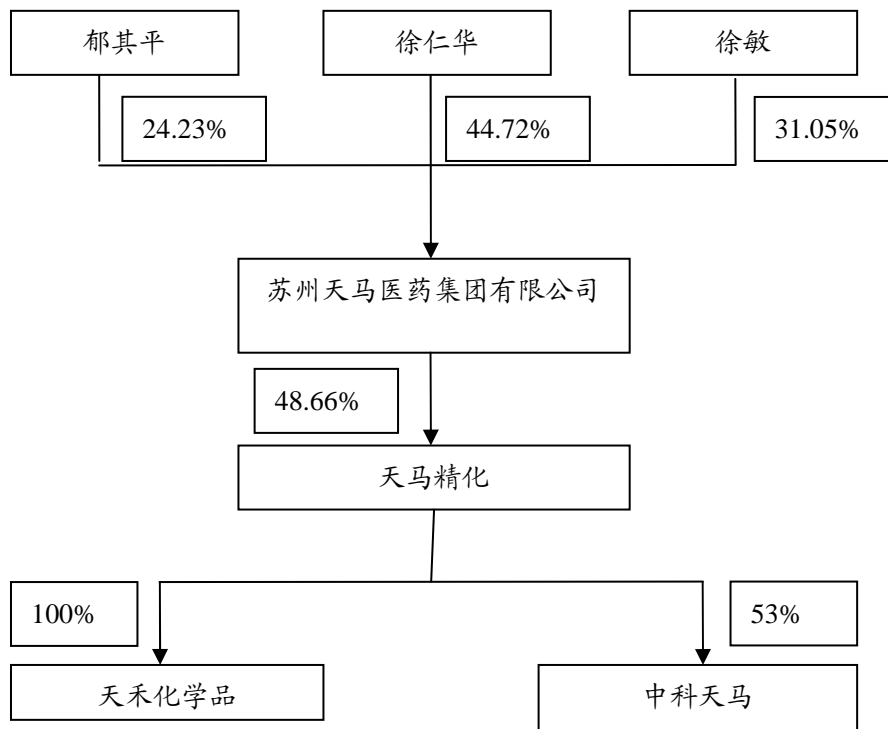 郁其平
徐仁华
徐敏
24.23%
44.72%
31.05%
苏州天马医药集团有限公司
48.66%
天马精化
100%
53%
天禾化学品
中科天马